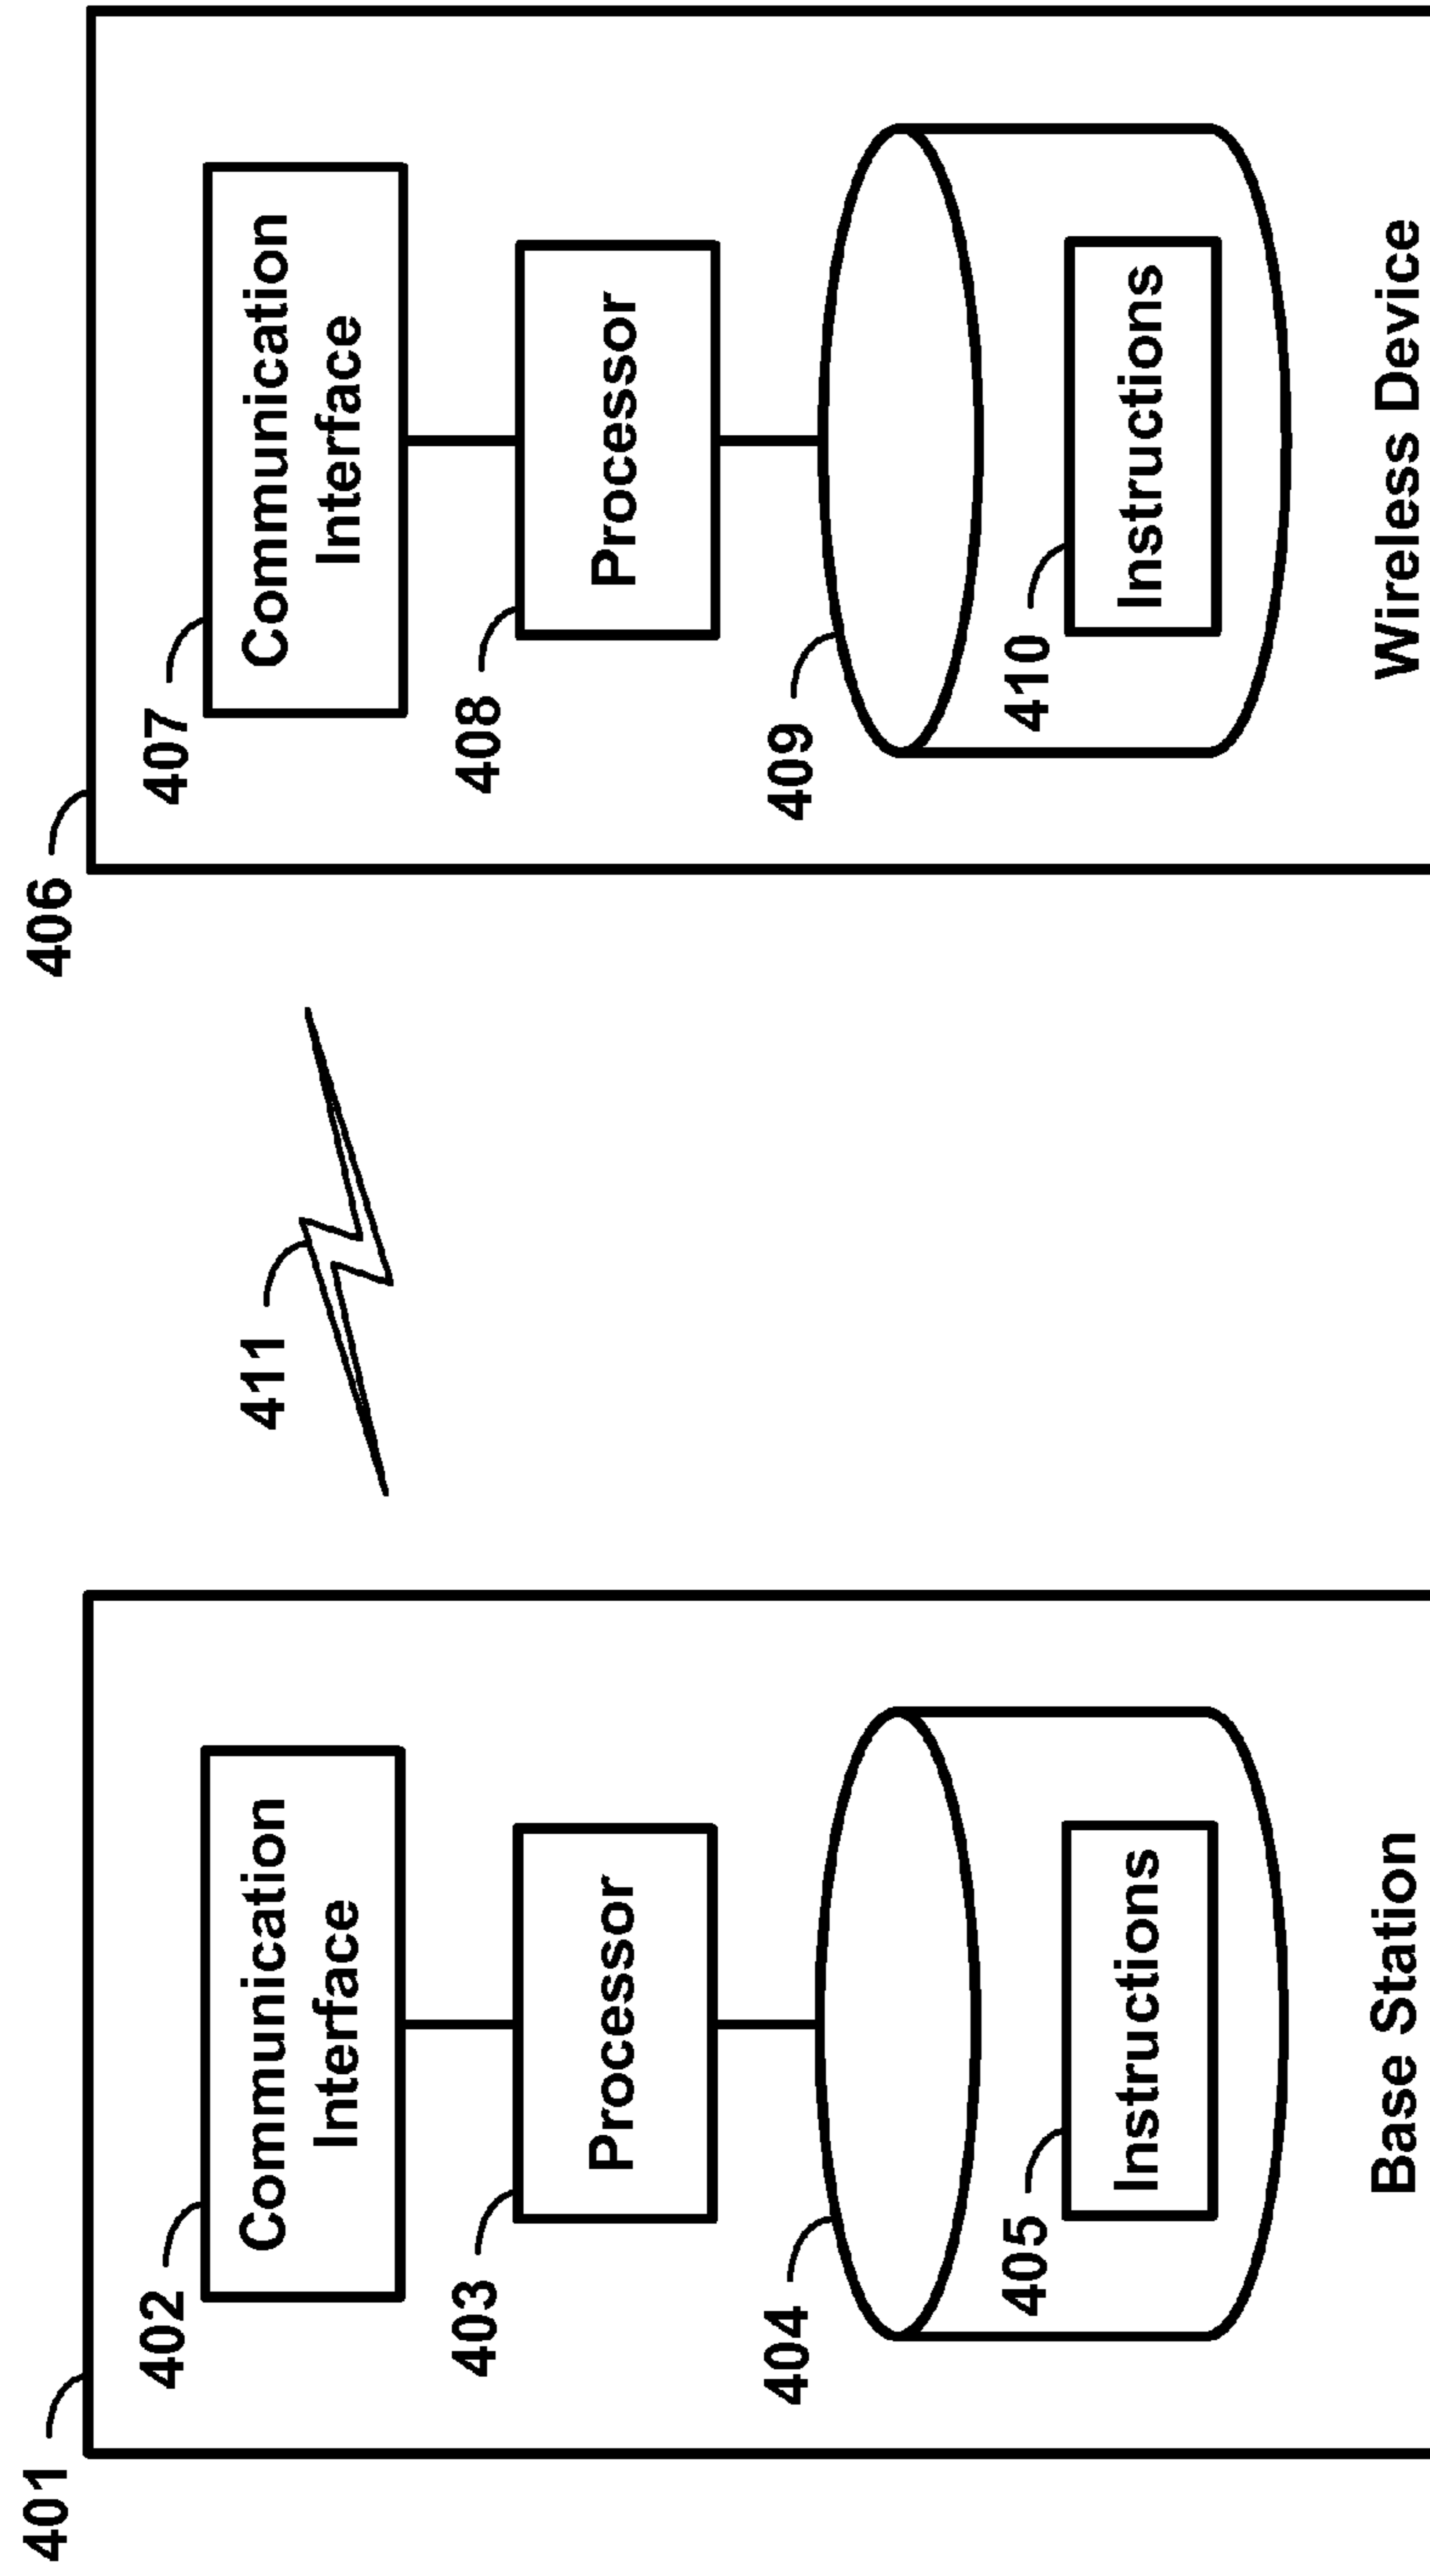 401
402
Communication
Interface
403
Processor
404
405
Instructions
Base Station
411
406
407
Communication
Interface
408
Processor
409
410
Instructions
Wireless Device